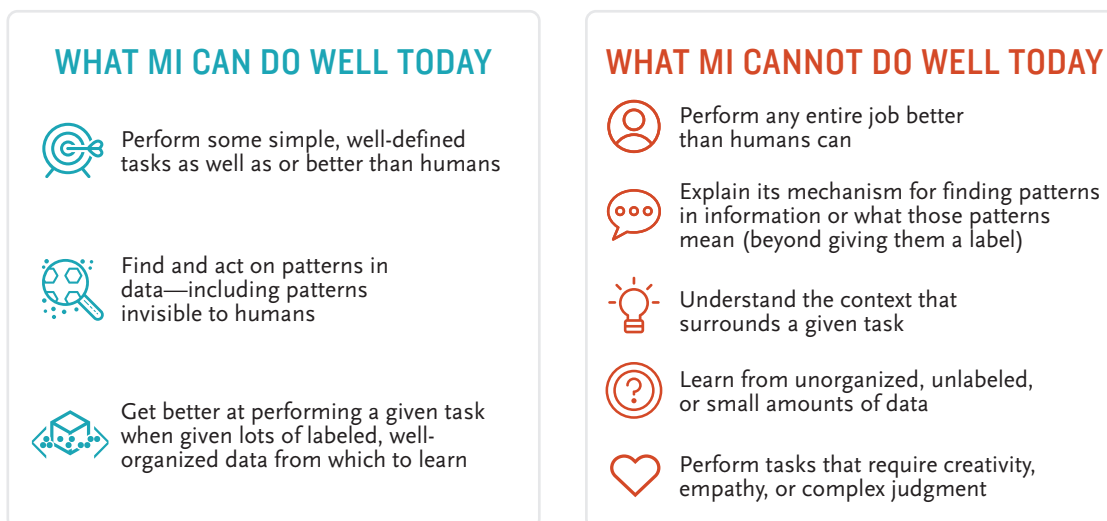 WHAT MI CAN DO WELL TODAY
Perform some simple, well-defined
tasks as well as or better than humans
Find and act on patterns in
data—including patterns
invisible to humans
Get better at performing a given task
when given lots of labeled, well-
organized data from which to learn
WHAT MI CANNOT DO WELL TODAY
Perform any entire job better
than humans can
Explain its mechanism for finding patterns
in information or what those patterns
mean (beyond giving them a label)
Understand the context that
surrounds a given task
?
Learn from unorganized, unlabeled,
or small amounts of data
Perform tasks that require creativity,
empathy, or complex judgment